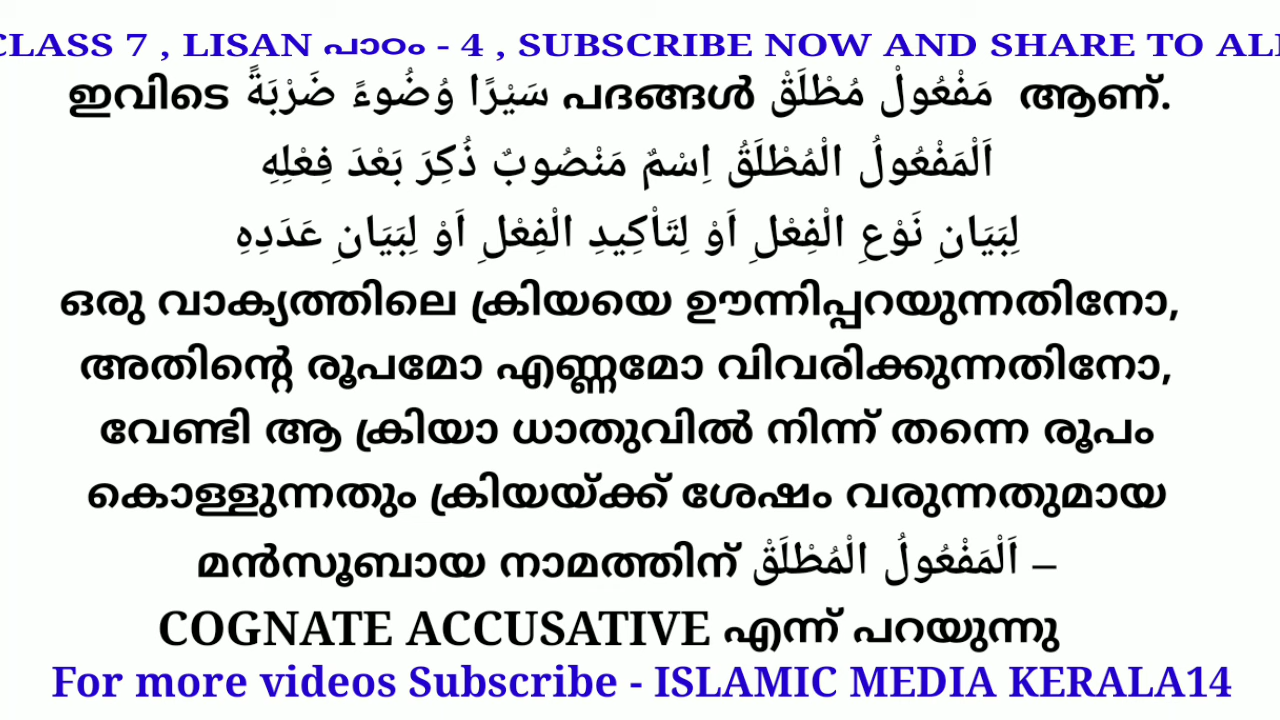 CLASS 7 , LISAN പാഠം - 4 , SUBSCRIBE NOW AND SHARE TO ALL
ഇവിടെ سَيْرًا وُضُوءً ضَرْبَةً പദങ്ങൾ مَفْعُولْ مُطْلَقْ ആണ്.
اَلْمَفْعُولُ الْمُطْلَقُ اِسْمٌ مَنْصُوبٌ ذُكِرَ بَعْدَ فِعْلِهِ
لِبَيَانِ نَوْعِ الْفِعْلِ اَوْ لِتَاْكِيدِ الْفِعْلِ اَوْ لِبَيَانِ عَدَدِهِ
ഒരു വാക്യത്തിലെ ക്രിയയെ ഊന്നിപ്പറയുന്നതിനോ,
അതിന്റെ രൂപമോ എണ്ണമോ വിവരിക്കുന്നതിനോ,
വേണ്ടി ആ ക്രിയാ ധാതുവിൽ നിന്ന് തന്നെ രൂപം
കൊള്ളുന്നതും ക്രിയയ്ക്ക് ശേഷം വരുന്നതുമായ
മൻസൂബായ നാമത്തിന് اَلْمَفْعُولُ الْمُطْلَقْ –
COGNATE ACCUSATIVE എന്ന് പറയുന്നു
For more videos Subscribe - ISLAMIC MEDIA KERALA14